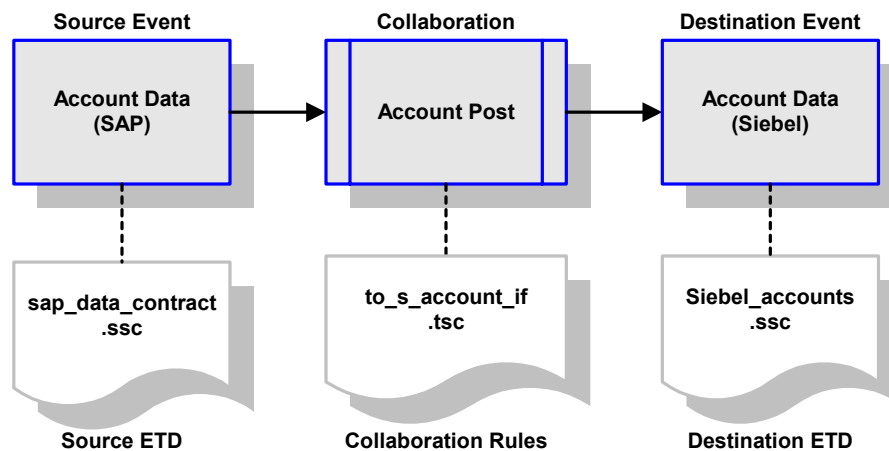 Source Event
Collaboration
Destination Event
Account Data
(SAP)
Account Post
Account Data
(Siebel)
sap_data_contract
.ssc
to_s_account_if
.tsc
Siebel_accounts
.ssc
Source ETD
Collaboration Rules
Destination ETD